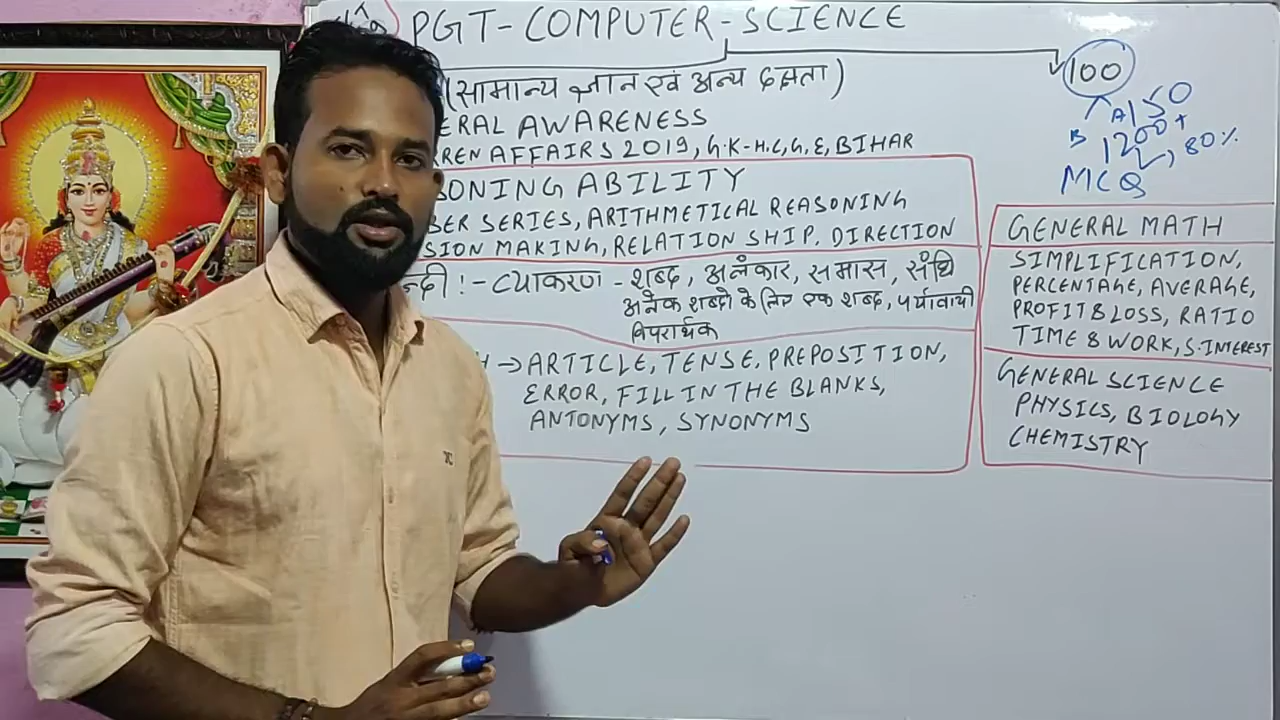 PGT-COMPUTER-SCIENCE
(सामान्य ज्ञान एवं अन्य दक्षता)
ERAL AWARENESS
RREN AFFAIRS 2019, G.K-H.C, G, E, BIHAR
SONING ABILITY
BER SERIES, ARITHMETICAL REASONING
SION MAKING, RELATION SHIP, DIRECTION
न्दी :- व्याकरण - शब्द, अलंकार, समास, संधि
अनेक शब्दो के लिए एक शब्द, पर्यावाची
विपरार्थक
H → ARTICLE, TENSE, PREPOSITION,
ERROR, FILL IN THE BLANKS,
ANTONYMS, SYNONYMS
100
A 150
B 1200+, 80%
MCQ
GENERAL MATH
SIMPLIFICATION,
PERCENTAGE, AVERAGE,
PROFIT & LOSS, RATIO
TIME & WORK, S.INTEREST
GENERAL SCIENCE
PHYSICS, BIOLOGY
CHEMISTRY